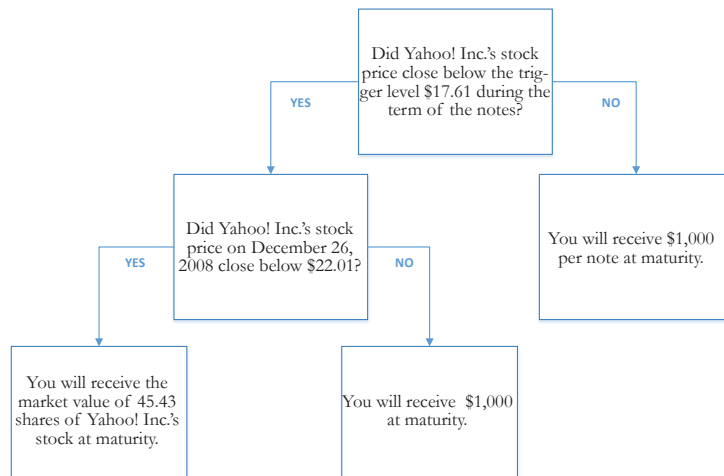 Did Yahoo! Inc.'s stock
price close below the trig-
ger level $17.61 during the
term of the notes?
YES
NO
Did Yahoo! Inc.'s stock
price on December 26,
2008 close below $22.01?
You will receive $1,000
per note at maturity.
YES
NO
You will receive the
market value of 45.43
shares of Yahoo! Inc.'s
stock at maturity.
You will receive  $1,000
at maturity.